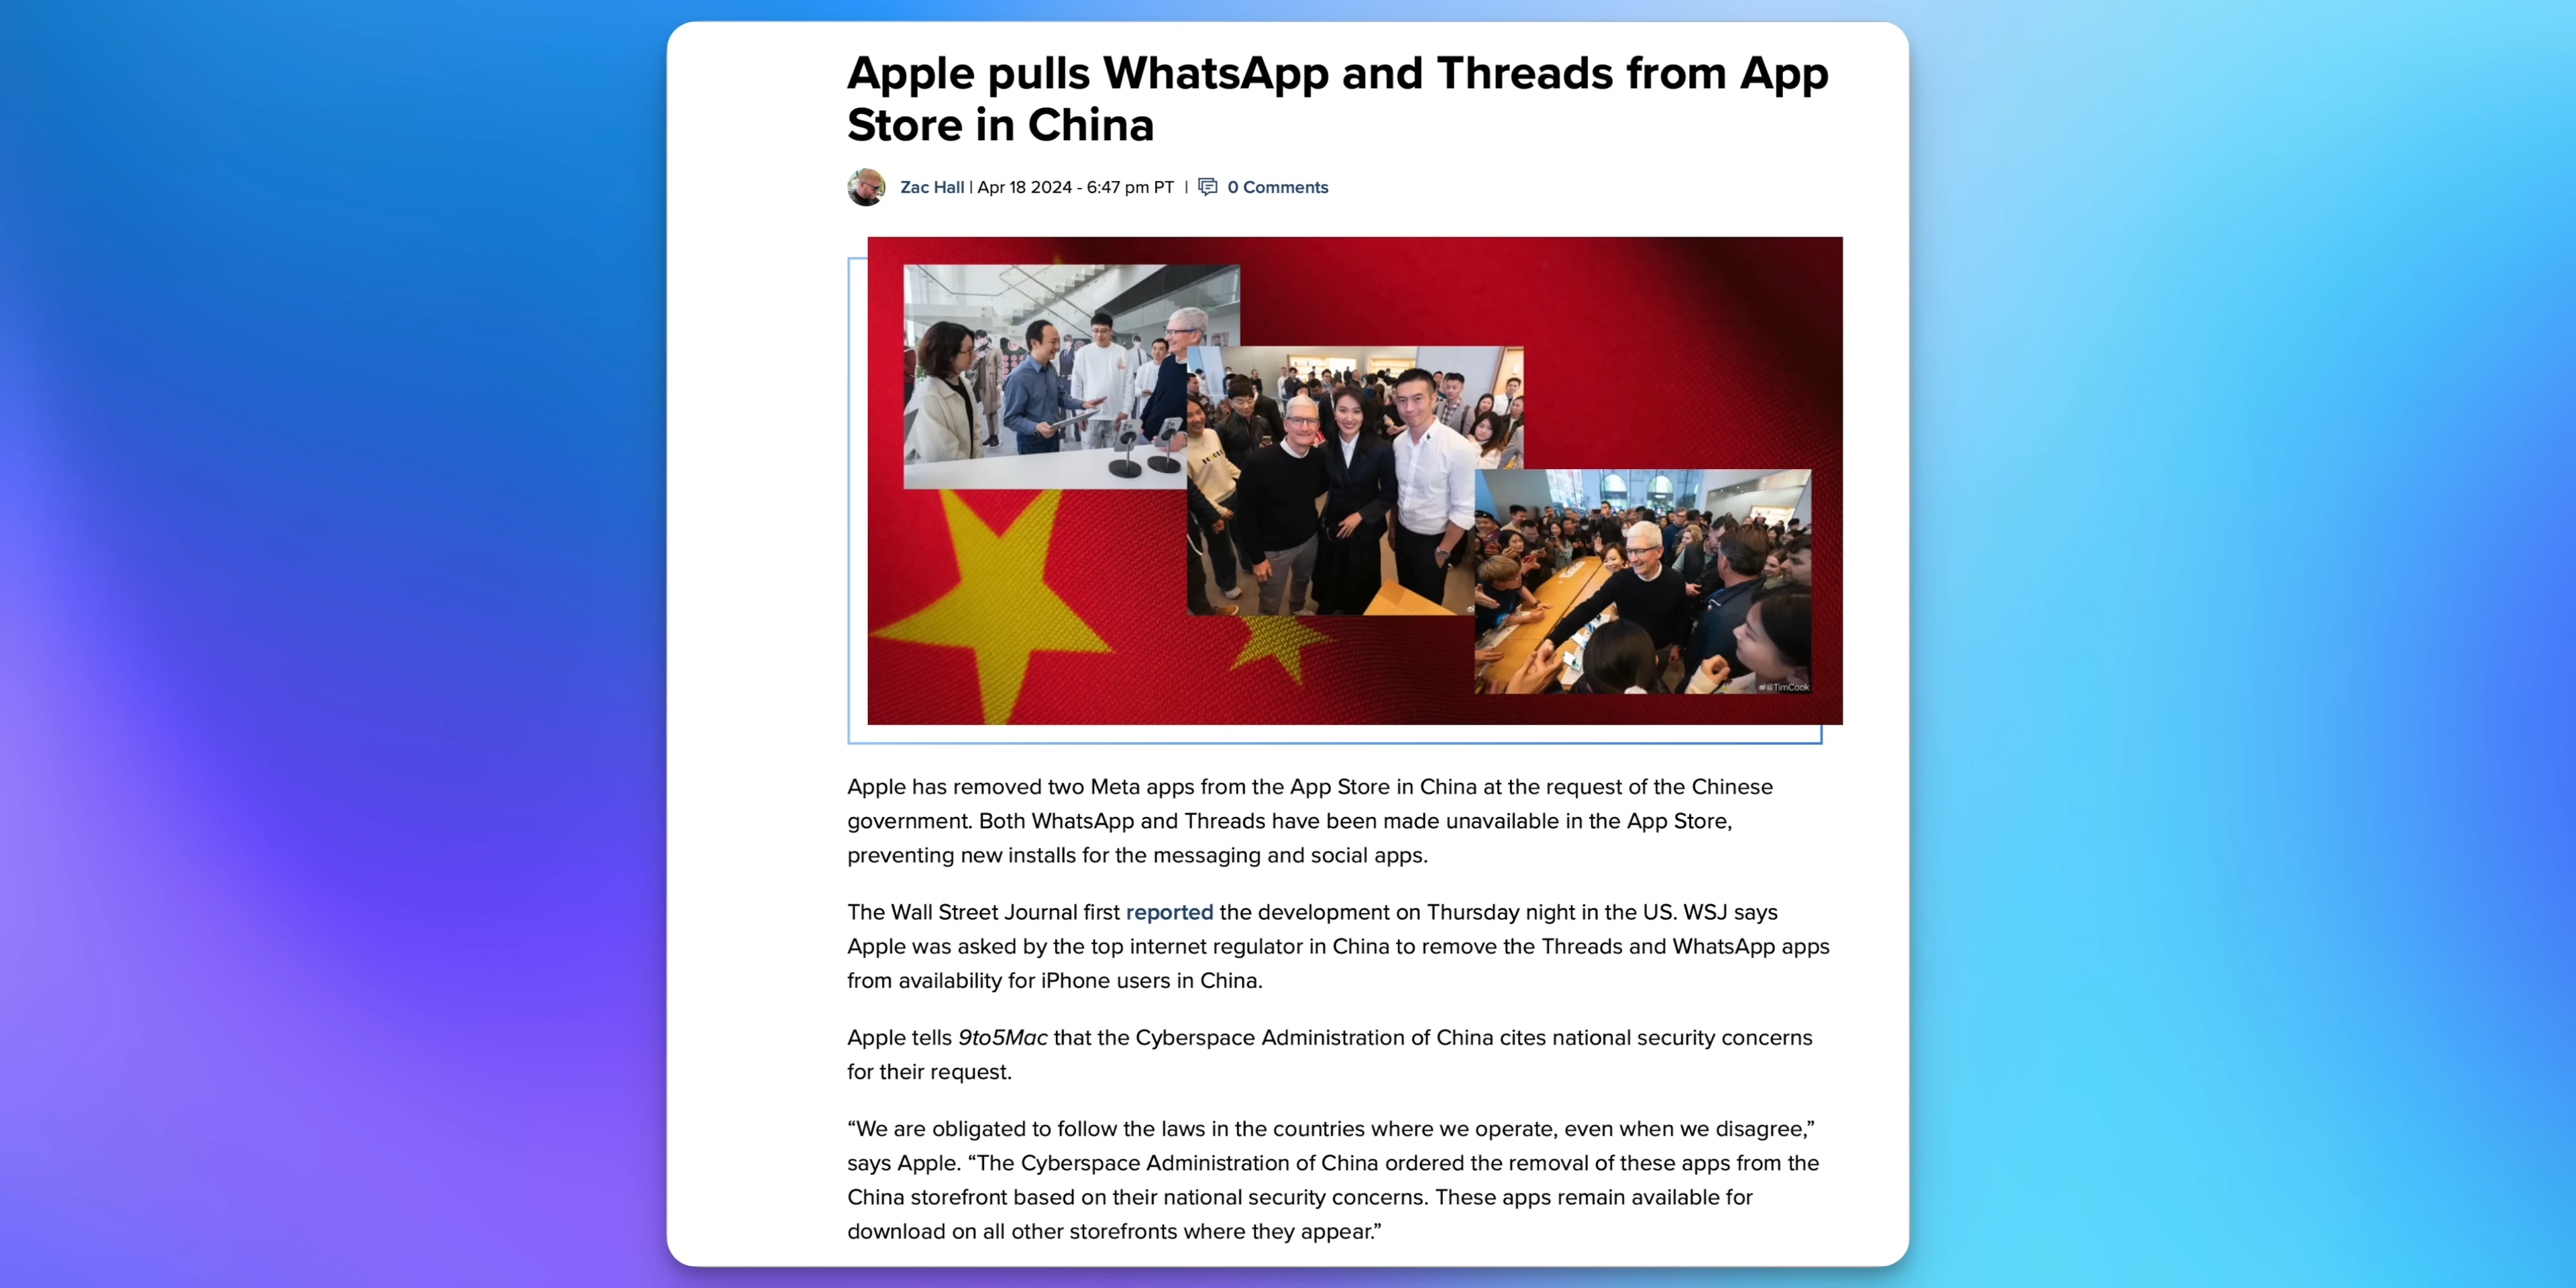 Apple pulls WhatsApp and Threads from App
Store in China
Zac Hall | Apr 18 2024 - 6:47 pm PT | 0 Comments
@TimCook
Apple has removed two Meta apps from the App Store in China at the request of the Chinese
government. Both WhatsApp and Threads have been made unavailable in the App Store,
preventing new installs for the messaging and social apps.
The Wall Street Journal first reported the development on Thursday night in the US. WSJ says
Apple was asked by the top internet regulator in China to remove the Threads and WhatsApp apps
from availability for iPhone users in China.
Apple tells 9to5Mac that the Cyberspace Administration of China cites national security concerns
for their request.
“We are obligated to follow the laws in the countries where we operate, even when we disagree,”
says Apple. “The Cyberspace Administration of China ordered the removal of these apps from the
China storefront based on their national security concerns. These apps remain available for
download on all other storefronts where they appear.”